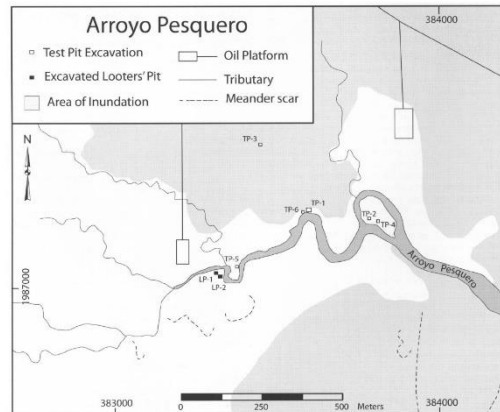 Arroyo Pesquero
Test Pit Excavation
Excavated Looters' Pit
Area of Inundation
Oil Platform
Tributary
Meander scar
384000
N
TP-3
TP-6
TP-1
TP-2
TP-4
TP-5
LP-1
LP-2
Arroyo Pesquero
1987000
383000
384000
0
250
500
Meters